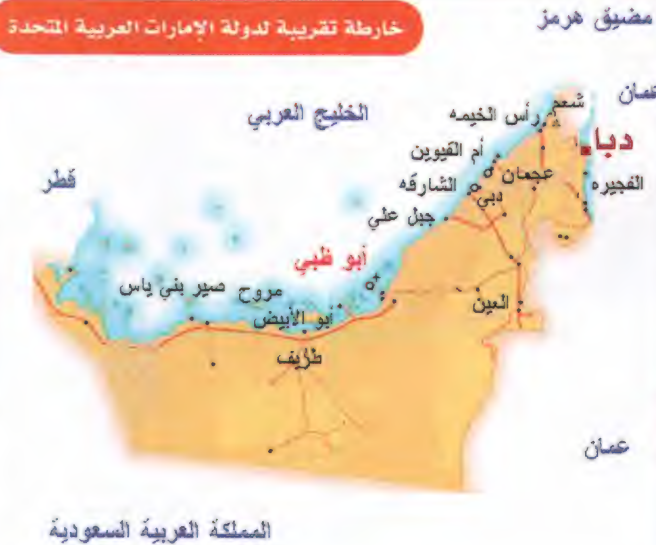 خارطة تقريبة لدولة الإمارات العربية المتحدة
مضيق هرمز
عمان
شعم
رأس الخيمه
الخليج العربي
دبا
أم القيوين
عجمان
الفجيره
الشارقه
دبي
قطر
جبل علي
أبو ظبي
مروح
صير بني ياس
أبو الأبيض
العين
طريف
عمان
المملكة العربية السعودية